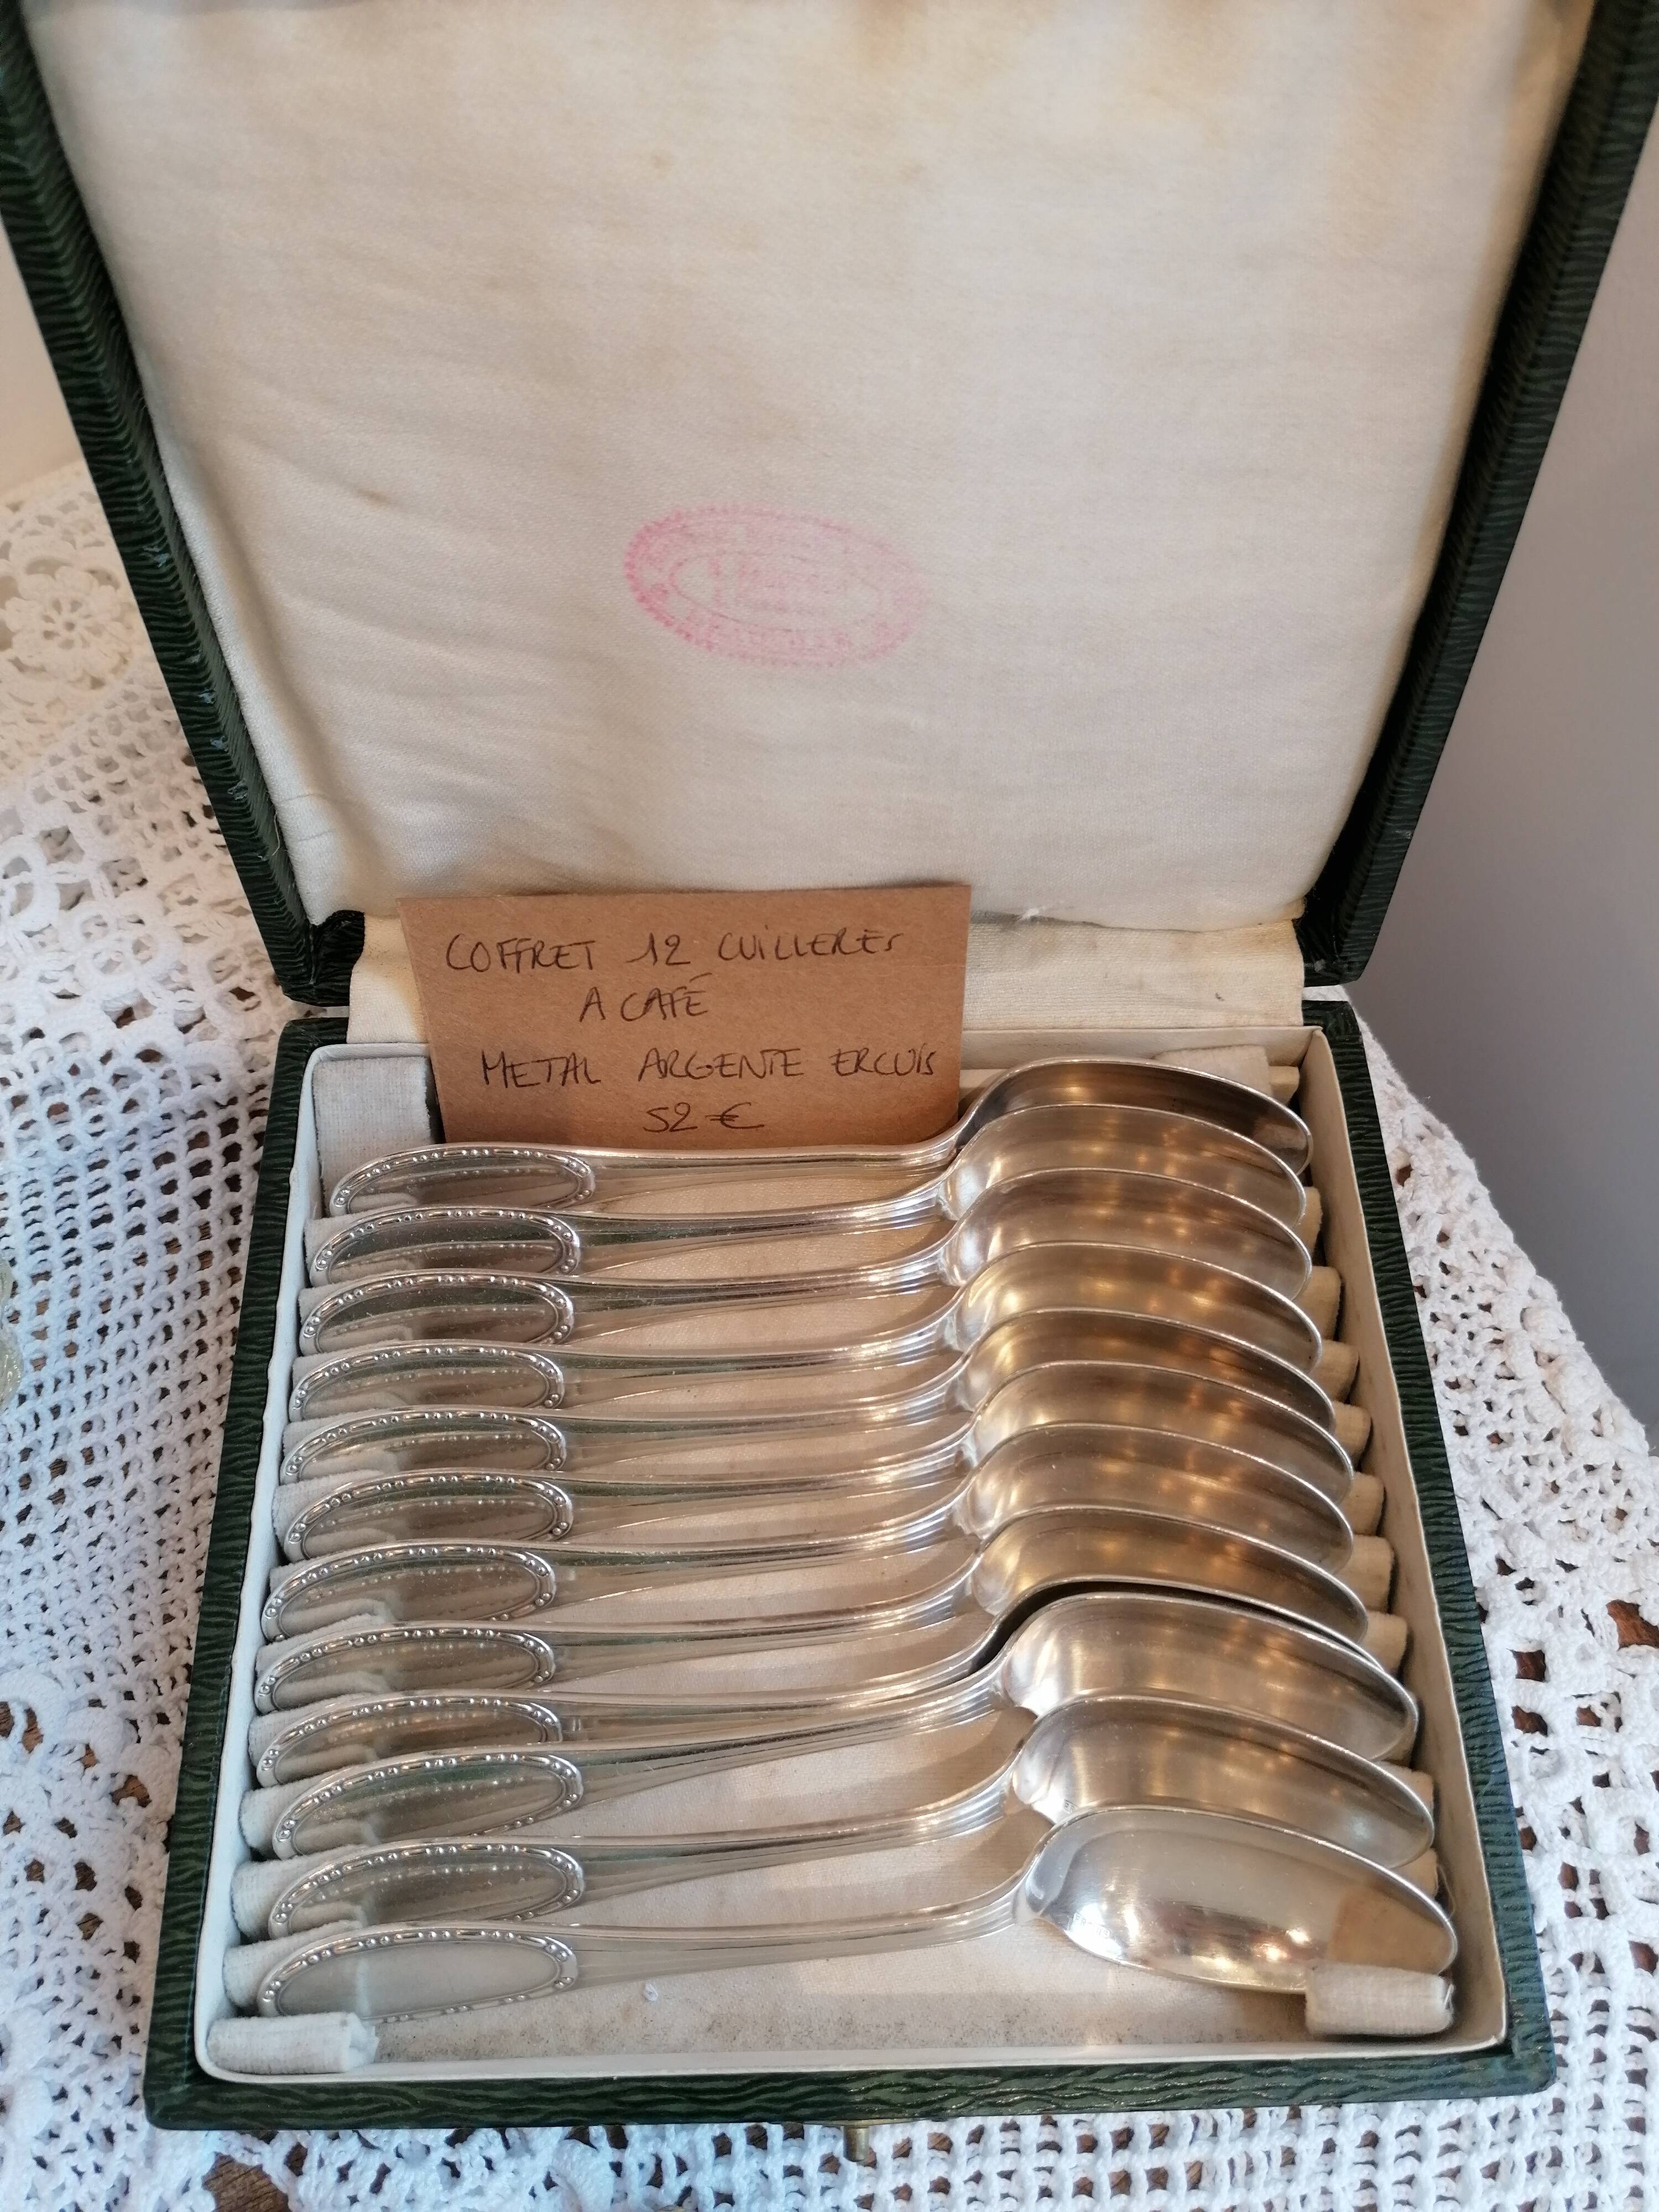 COFFRET 12 CUILLERES
A CAFÉ
METAL ARGENTE ERCUIS
52 €